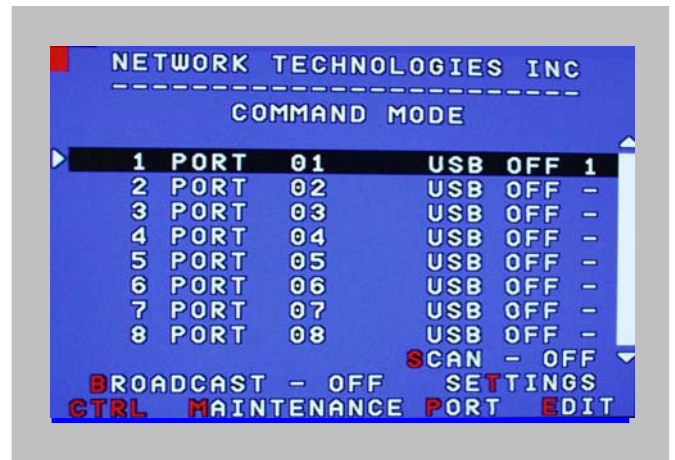 NETWORK TECHNOLOGIES INC
------------------------
COMMAND MODE
1 PORT 01 USB OFF 1
2 PORT 02 USB OFF -
3 PORT 03 USB OFF -
4 PORT 04 USB OFF -
5 PORT 05 USB OFF -
6 PORT 06 USB OFF -
7 PORT 07 USB OFF -
8 PORT 08 USB OFF -
SCAN - OFF
BROADCAST - OFF SETTINGS
CTRL MAINTENANCE PORT EDIT